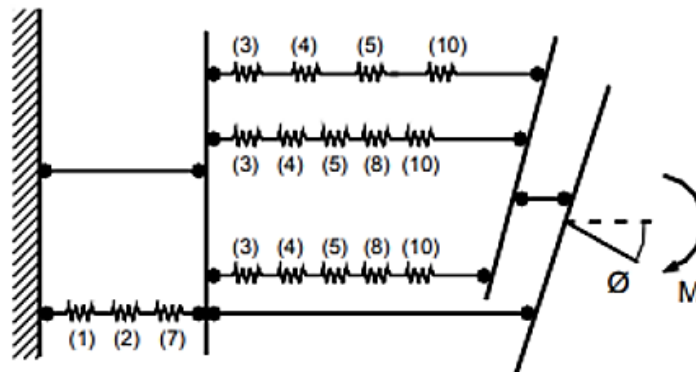 (3) (4) (5) (10)
(3) (4) (5) (8) (10)
(3) (4) (5) (8) (10)
Ø M
(1) (2) (7)